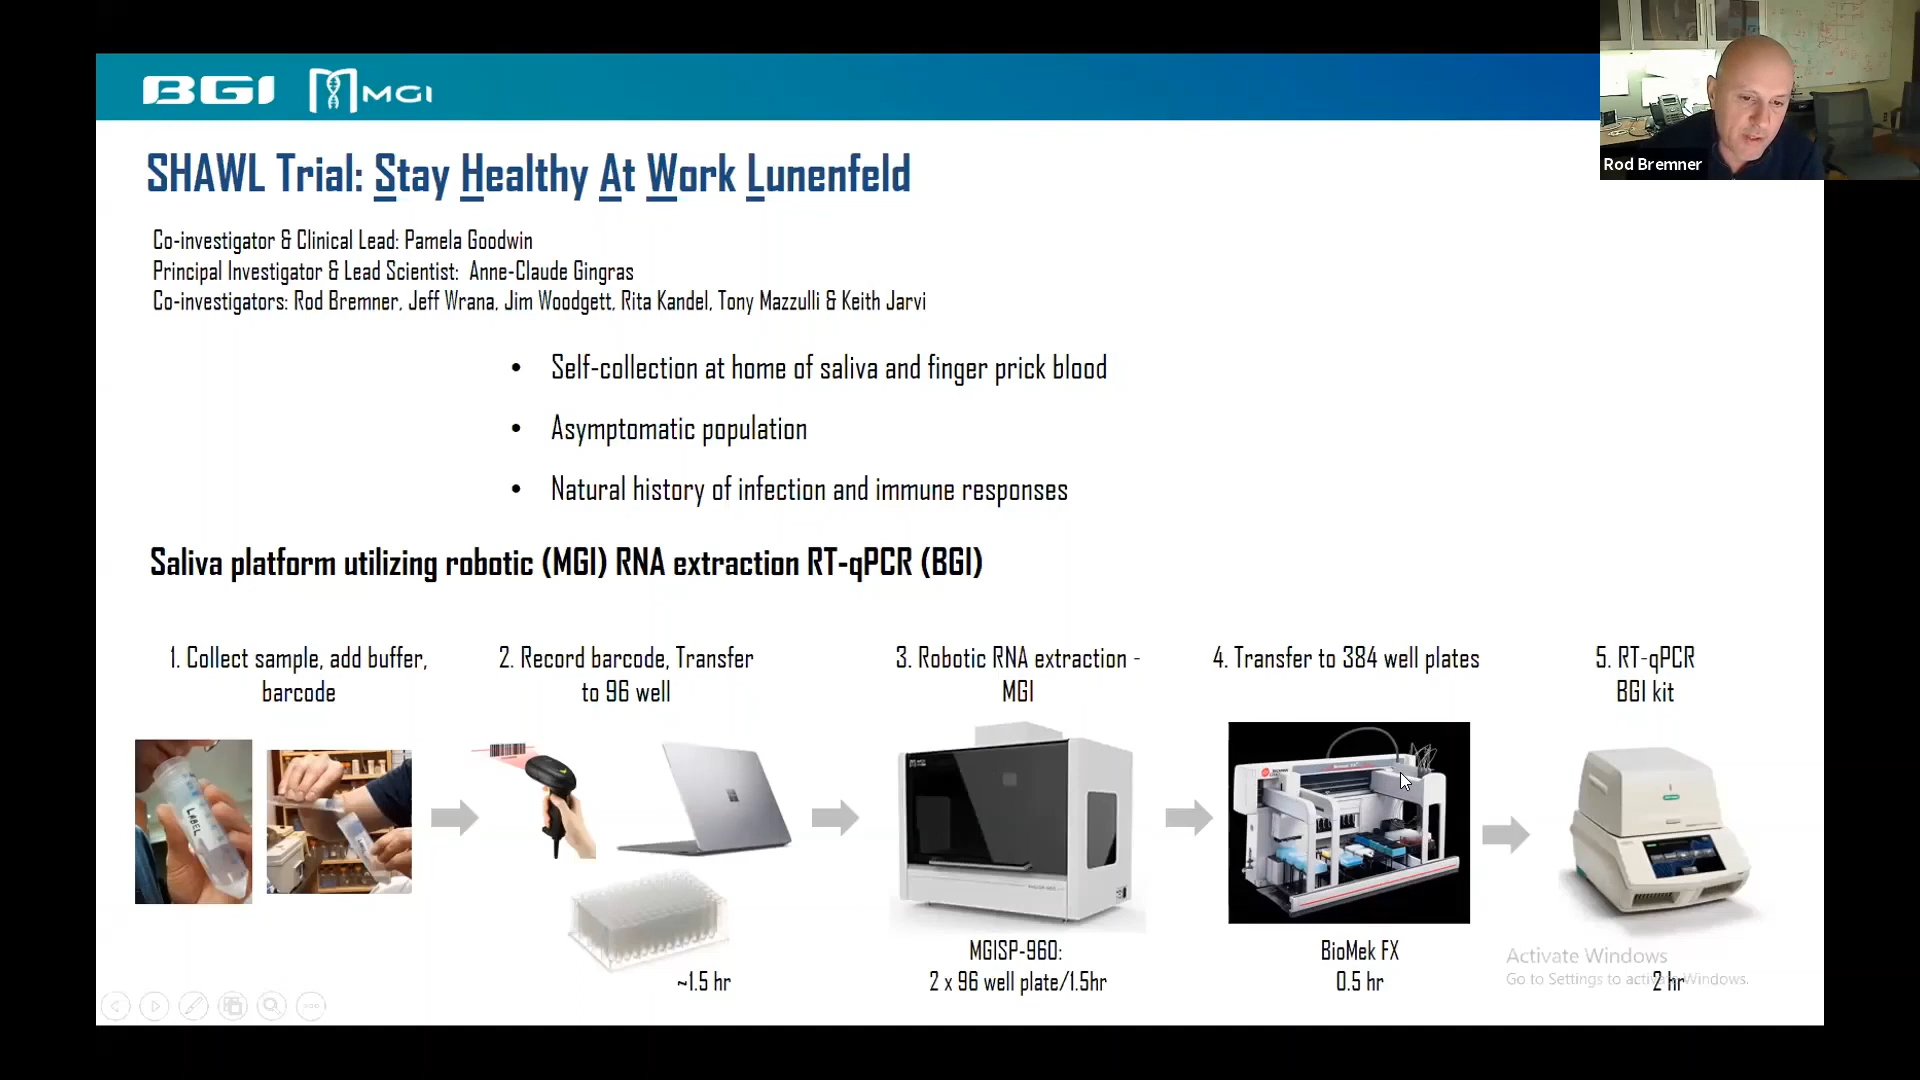 BGI MGI
Rod Bremner
SHAWL Trial: Stay Healthy At Work Lunenfeld
Co-investigator & Clinical Lead: Pamela Goodwin
Principal Investigator & Lead Scientist: Anne-Claude Gingras
Co-investigators: Rod Bremner, Jeff Wrana, Jim Woodgett, Rita Kandel, Tony Mazzulli & Keith Jarvi
• Self-collection at home of saliva and finger prick blood
• Asymptomatic population
• Natural history of infection and immune responses
Saliva platform utilizing robotic (MGI) RNA extraction RT-qPCR (BGI)
1. Collect sample, add buffer,
barcode
2. Record barcode, Transfer
to 96 well
3. Robotic RNA extraction -
MGI
4. Transfer to 384 well plates
5. RT-qPCR
BGI kit
LABEL
~1.5 hr
MGISP-960:
2 x 96 well plate/1.5hr
BioMek FX
0.5 hr
2 hr
Activate Windows
Go to Settings to activate Windows.